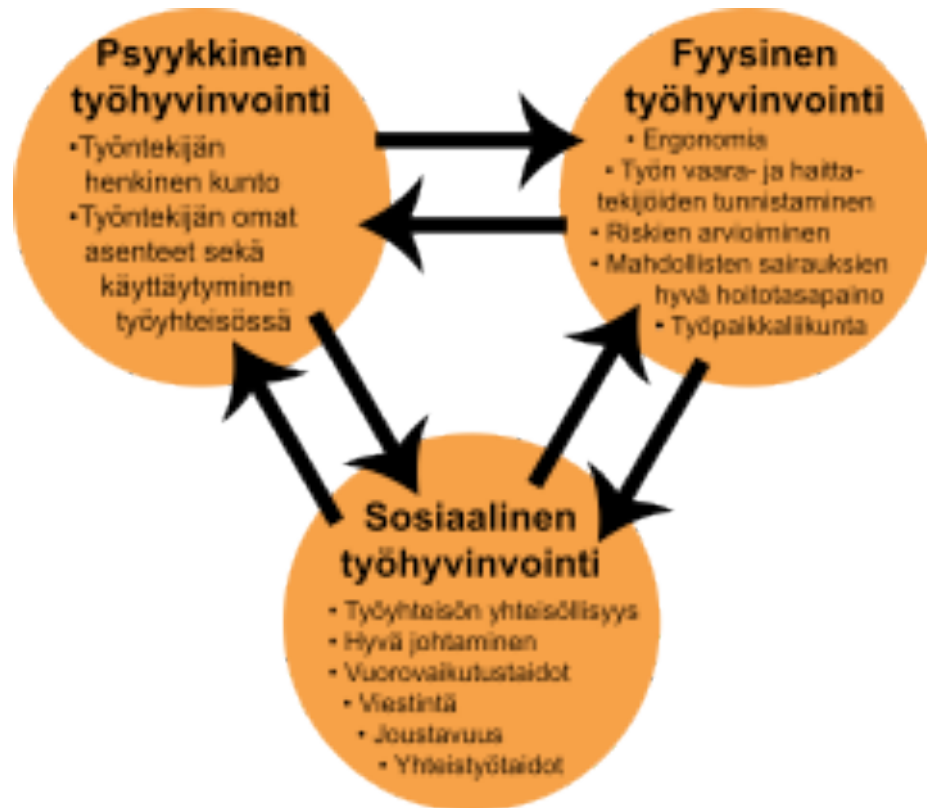 Psyykkinen
työhyvinvointi
•Työntekijän
henkinen kunto
•Työntekijän omat
asenteet sekä
käyttäytyminen
työyhteisössä
Fyysinen
työhyvinvointi
• Ergonomia
• Työn vaara- ja haitta-
tekijöiden tunnistaminen
• Riskien arvioiminen
• Mahdollisten sairauksien
hyvä hoitotasapaino
• Työpaikkaliikunta
Sosiaalinen
työhyvinvointi
• Työyhteisön yhteisöllisyys
• Hyvä johtaminen
• Vuorovaikutustaidot
• Viestintä
• Joustavuus
• Yhteistyötaidot